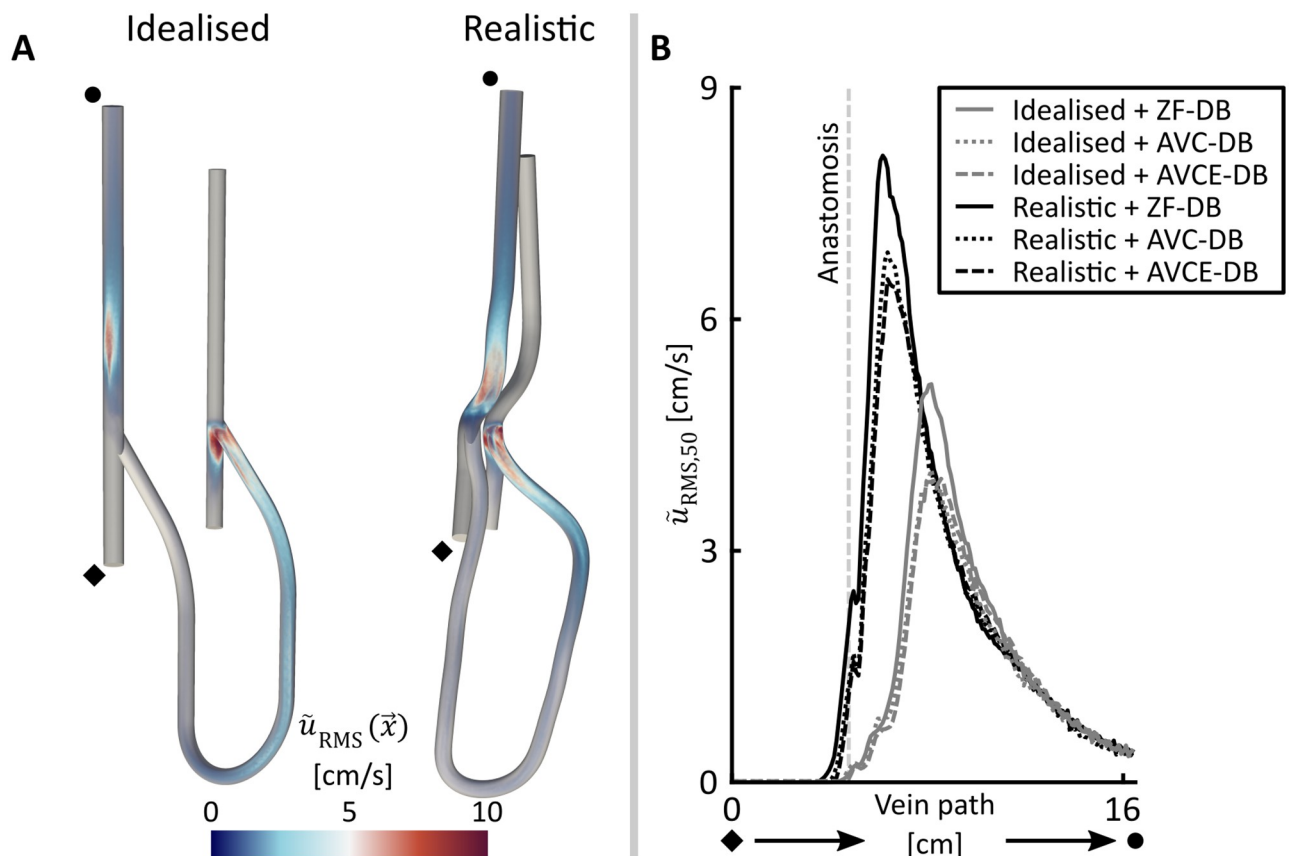 A
Idealised
Realistic
ũRMS(x⃗)
[cm/s]
0 5 10
B
9
6
3
0
ũRMS,50 [cm/s]
Anastomosis
Idealised + ZF-DB
Idealised + AVC-DB
Idealised + AVCE-DB
Realistic + ZF-DB
Realistic + AVC-DB
Realistic + AVCE-DB
0 Vein path 16
[cm]